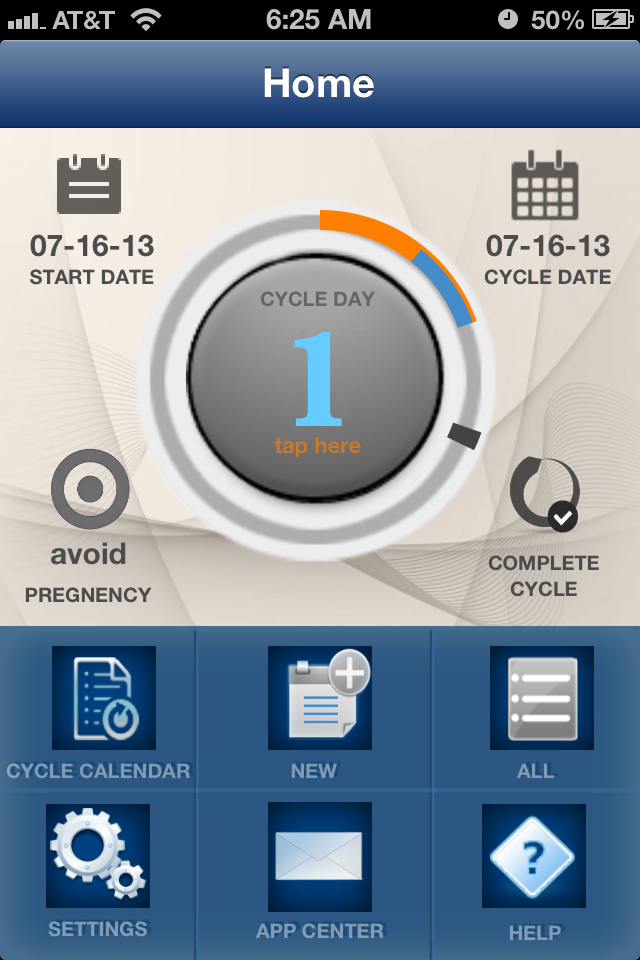 AT&T 6:25 AM 50%
Home
07-16-13
START DATE
07-16-13
CYCLE DATE
CYCLE DAY
1
tap here
avoid
PREGNENCY
COMPLETE
CYCLE
CYCLE CALENDAR
NEW
ALL
SETTINGS
APP CENTER
?
HELP